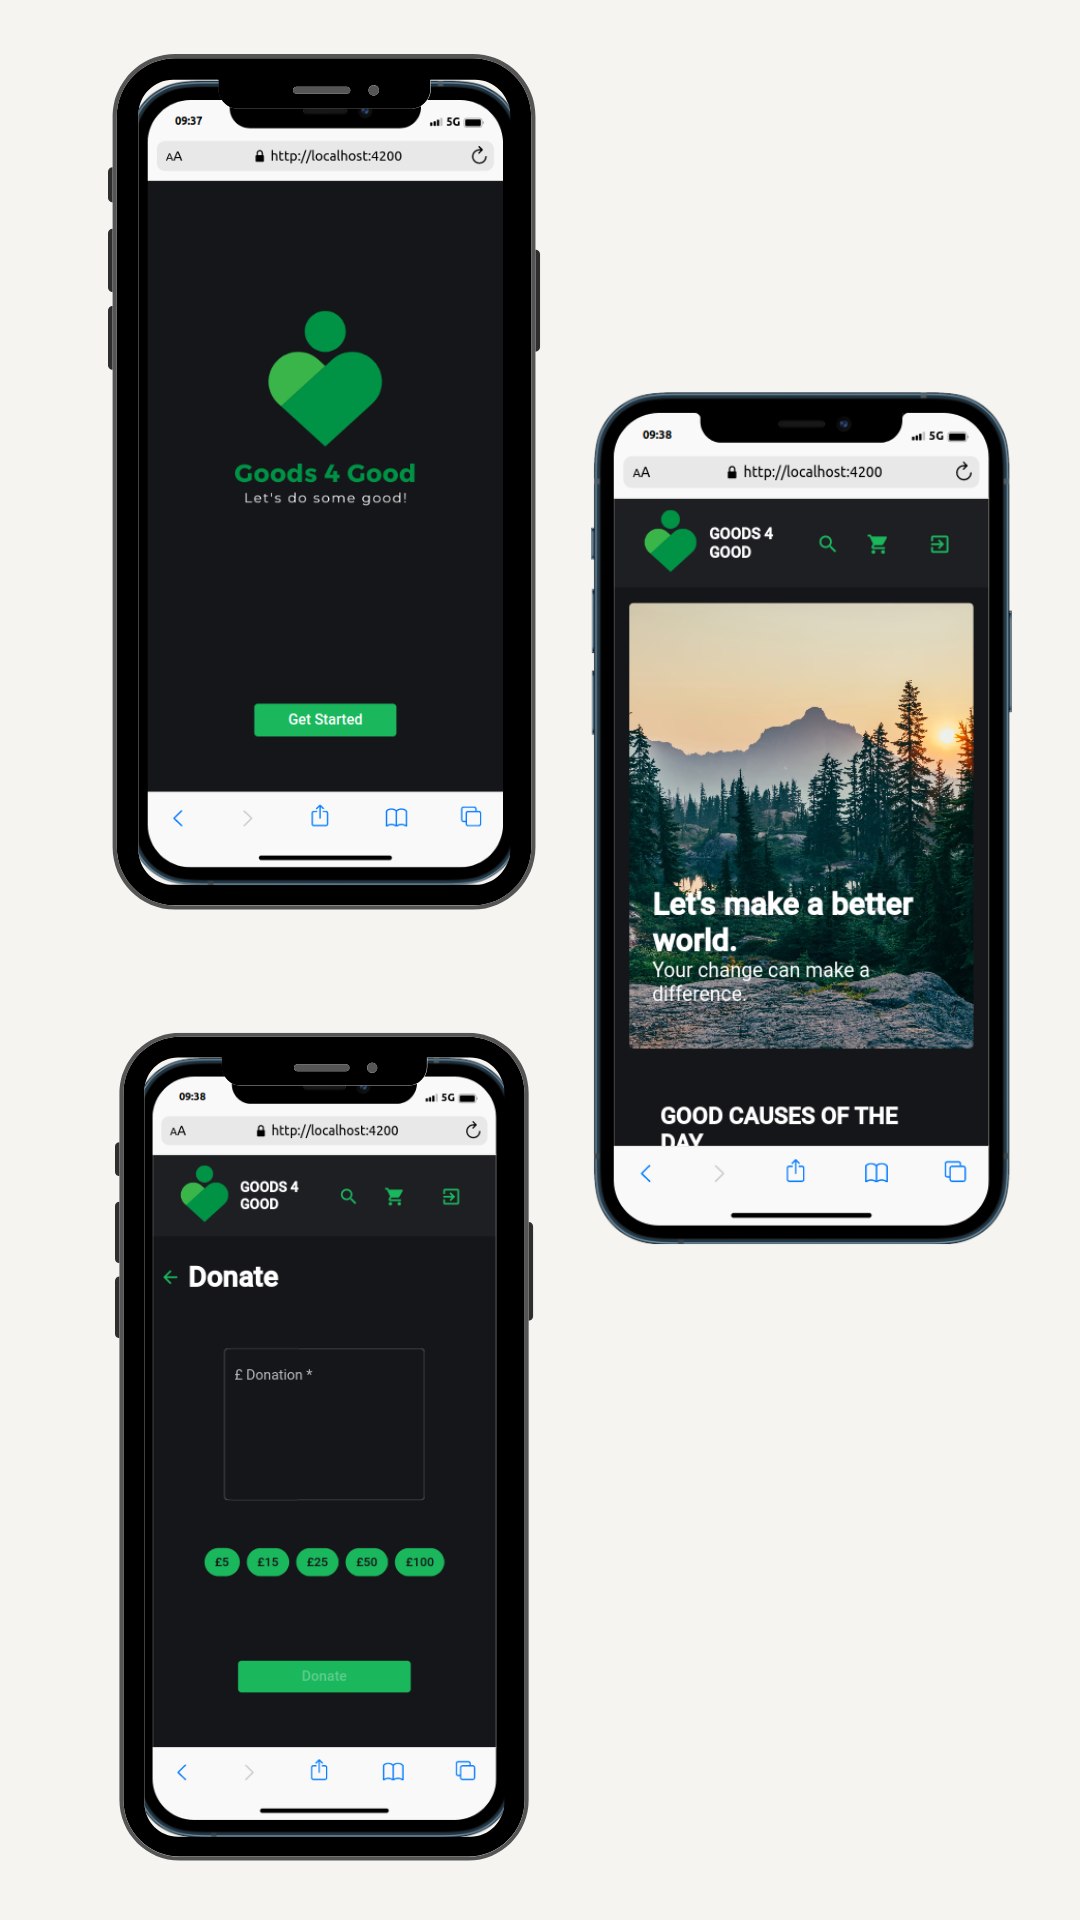 09:37
5G
AA
http://localhost:4200
Goods 4 Good
Let's do some good!
Get Started
09:38
5G
AA
http://localhost:4200
GOODS 4
GOOD
Let's make a better
world.
Your change can make a
difference.
GOOD CAUSES OF THE
DAY
09:38
5G
AA
http://localhost:4200
GOODS 4
GOOD
Donate
£ Donation *
£5 £15 £25 £50 £100
Donate